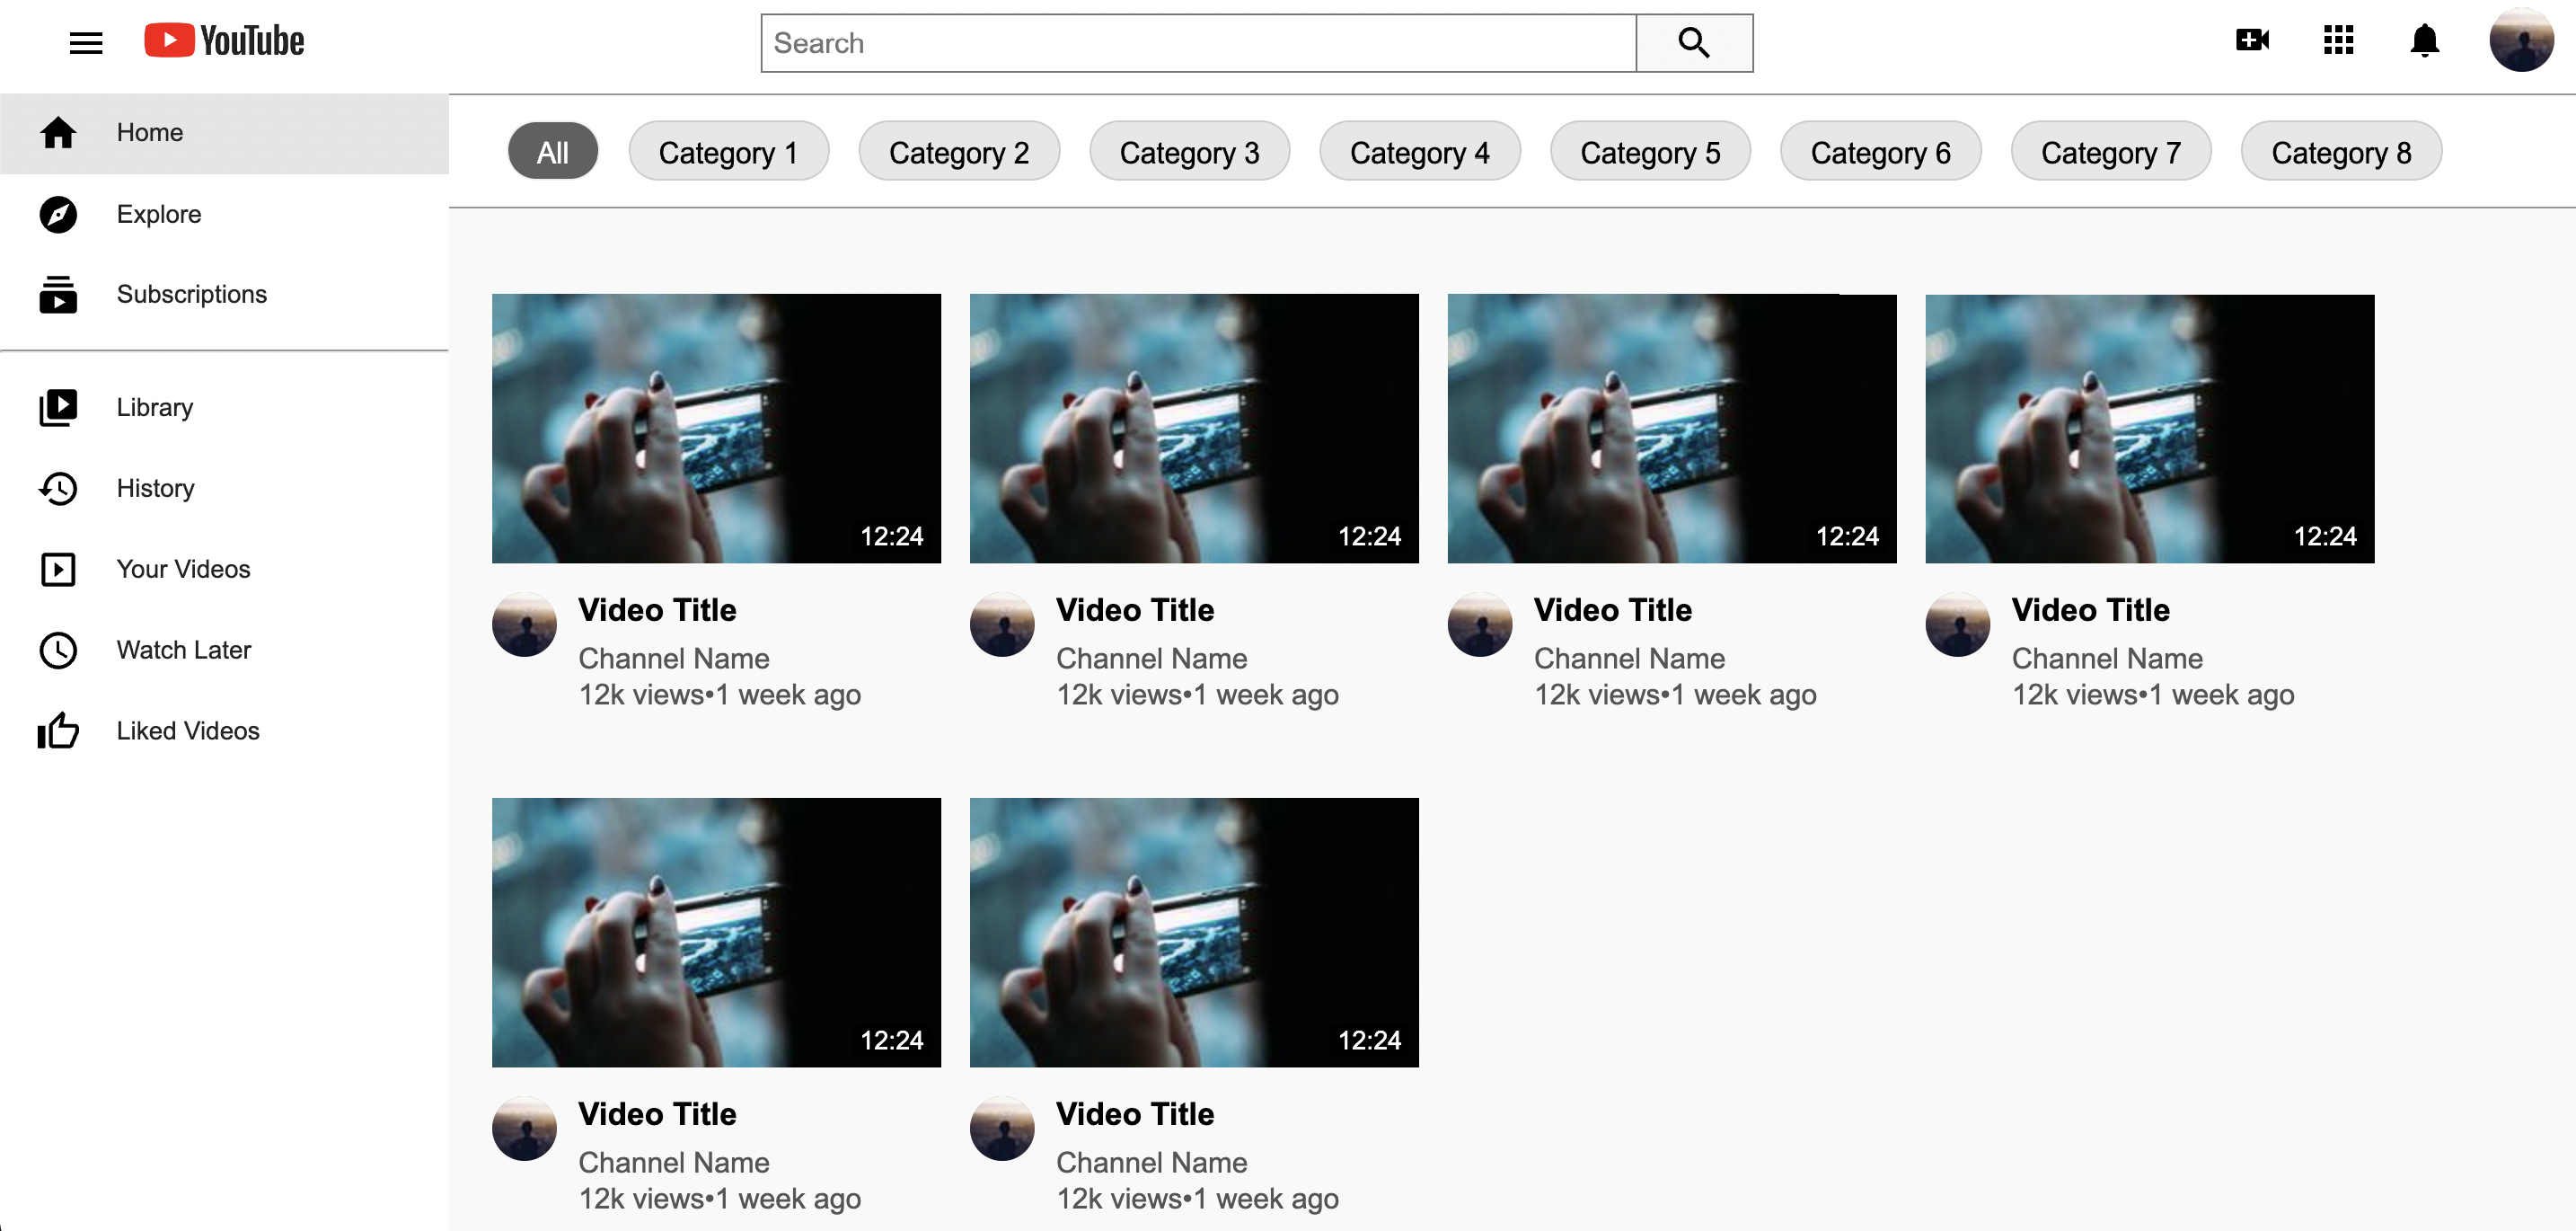 YouTube
Search
Home
Explore
Subscriptions
Library
History
Your Videos
Watch Later
Liked Videos
All Category 1 Category 2 Category 3 Category 4 Category 5 Category 6 Category 7 Category 8
12:24 12:24 12:24 12:24
Video Title Video Title Video Title Video Title
Channel Name Channel Name Channel Name Channel Name
12k views•1 week ago 12k views•1 week ago 12k views•1 week ago 12k views•1 week ago
12:24 12:24
Video Title Video Title
Channel Name Channel Name
12k views•1 week ago 12k views•1 week ago